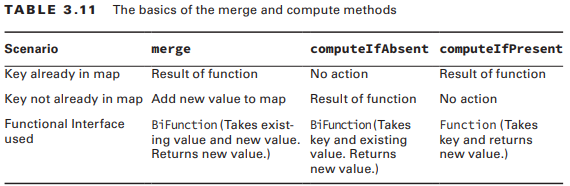 TABLE 3.11 The basics of the merge and compute methods
Scenario merge computeIfAbsent computeIfPresent
Key already in map Result of function No action Result of function
Key not already in map Add new value to map Result of function No action
Functional Interface BiFunction (Takes exist- BiFunction(Takes Function (Takes
used ing value and new value. key and existing key and returns
Returns new value.) value. Returns new value.)
new value.)